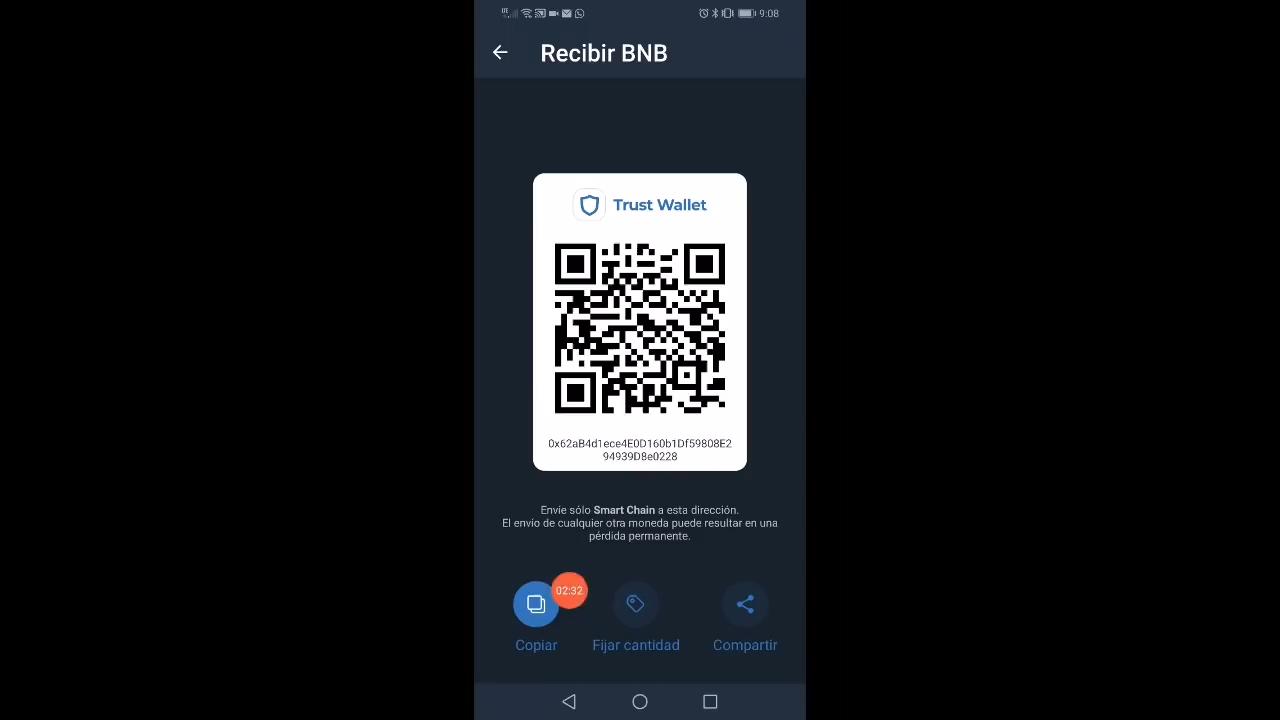 LTE
9:08
Recibir BNB
Trust Wallet
0x62aB4d1ece4E0D160b1Df59808E2
94939D8e0228
Envíe sólo Smart Chain a esta dirección.
El envío de cualquier otra moneda puede resultar en una
pérdida permanente.
02:32
Copiar
Fijar cantidad
Compartir